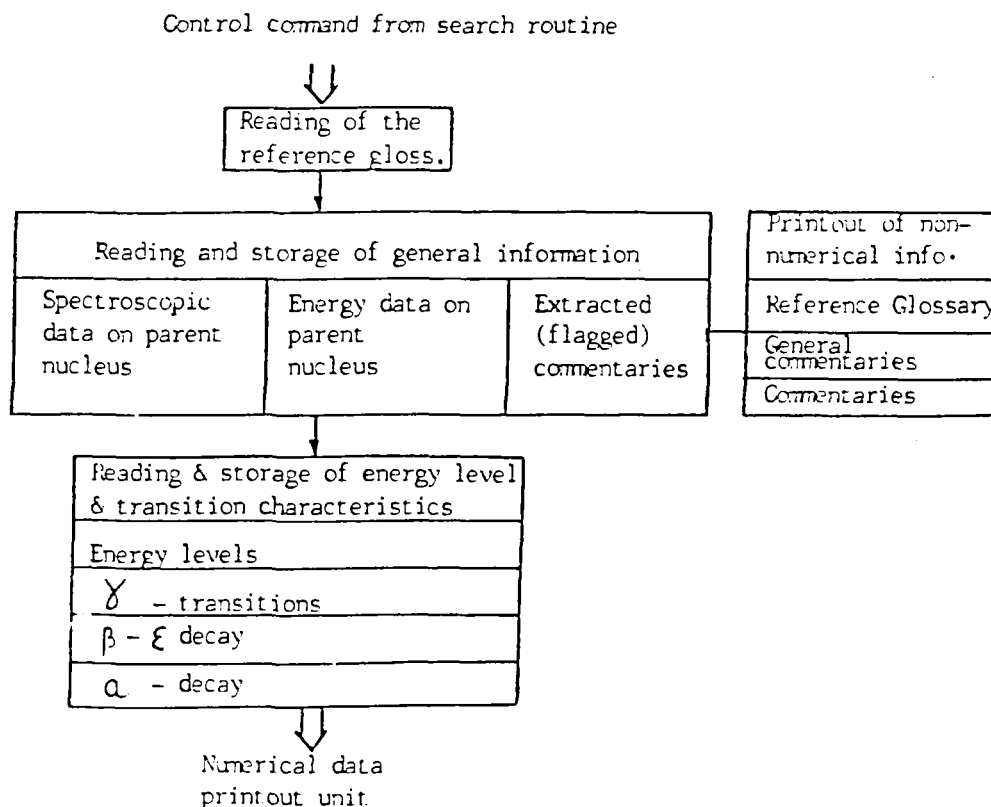 Control command from search routine
Reading of the
reference gloss.
Reading and storage of general information
Spectroscopic
data on parent
nucleus
Energy data on
parent
nucleus
Extracted
(flagged)
commentaries
Printout of non-
numerical info.
Reference Glossary
General
commentaries
Commentaries
Reading & storage of energy level
& transition characteristics
Energy levels
γ - transitions
β - ε decay
α - decay
Numerical data
printout unit